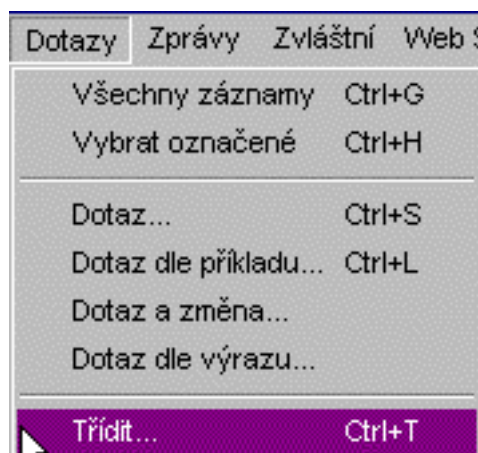 Dotazy Zprávy Zvláštní Web
Všechny záznamy Ctrl+G
Vybrat označené Ctrl+H
Dotaz... Ctrl+S
Dotaz dle příkladu... Ctrl+L
Dotaz a změna...
Dotaz dle výrazu...
Třídit... Ctrl+T